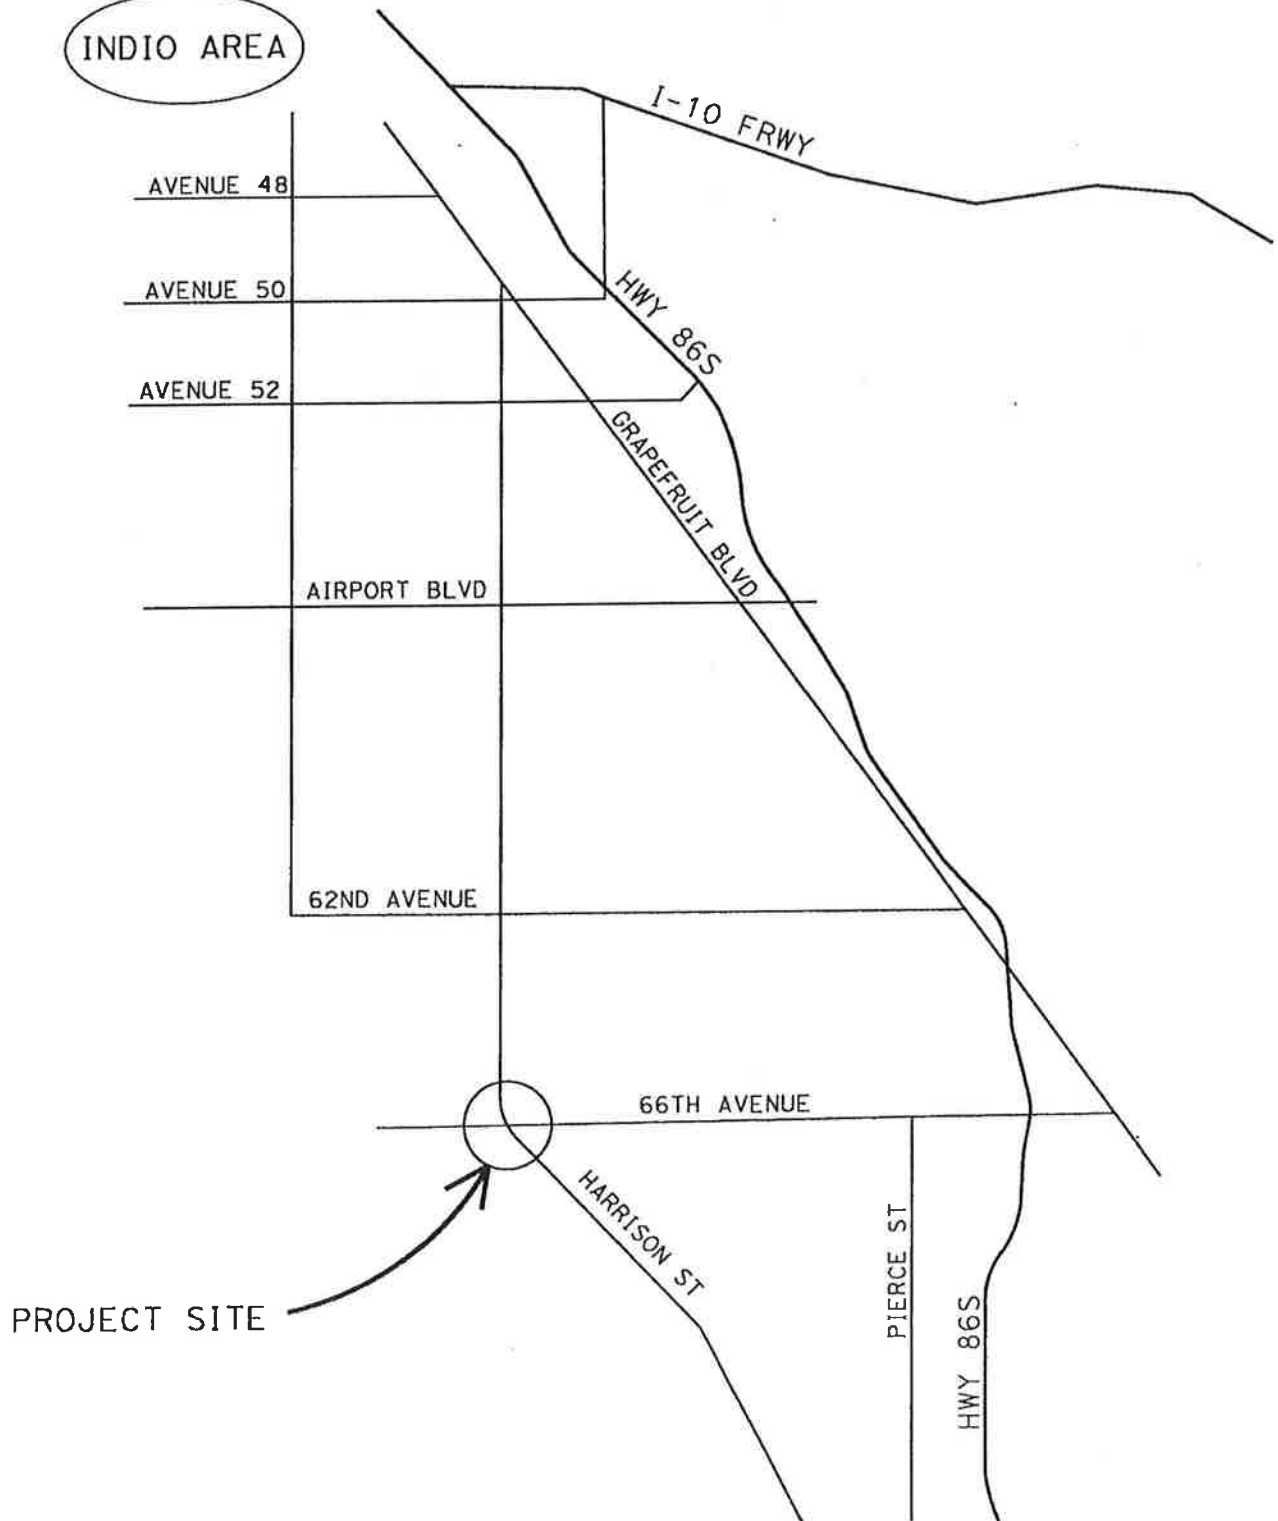 INDIO AREA
I-10 FRWY
AVENUE 48
AVENUE 50
HWY 86S
AVENUE 52
GRAPEFRUIT BLVD
AIRPORT BLVD
62ND AVENUE
66TH AVENUE
HARRISON ST
PIERCE ST
PROJECT SITE
HWY 86S